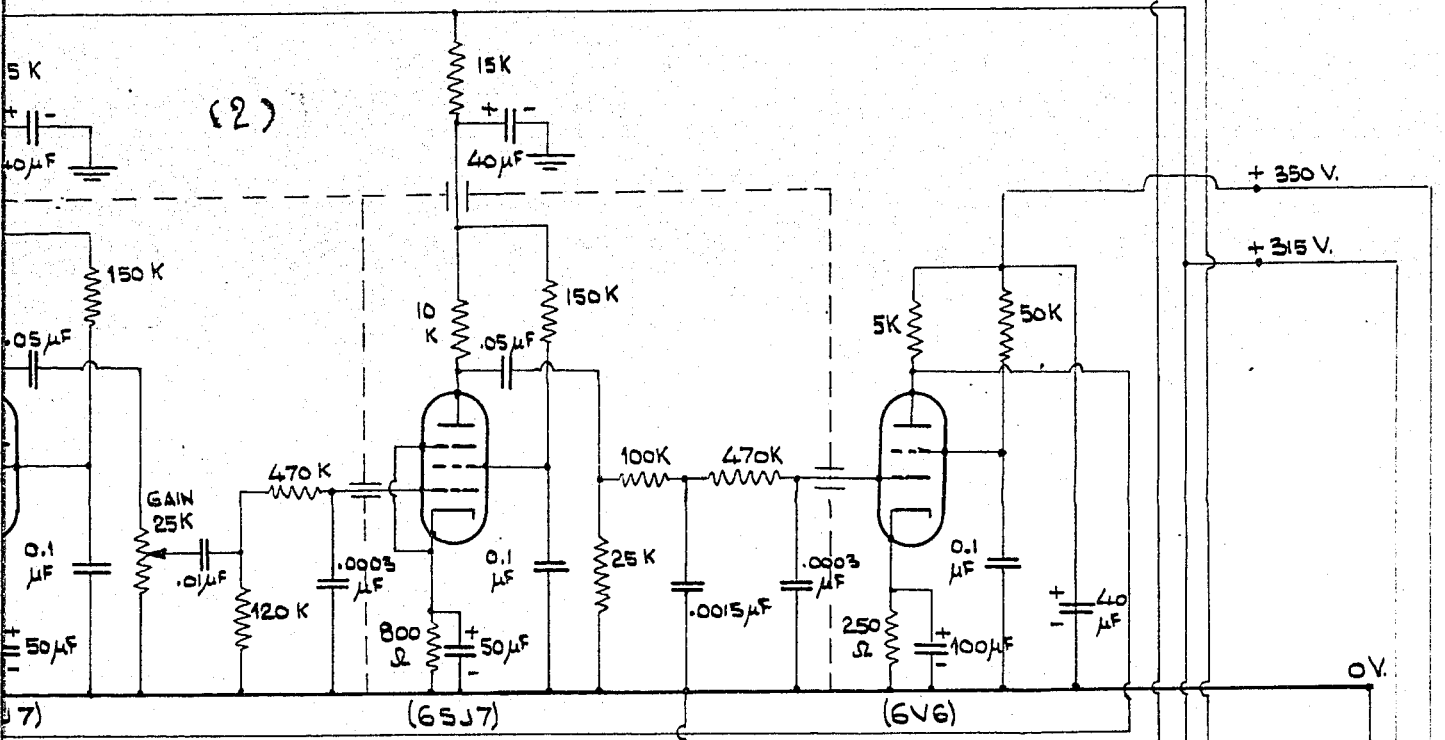 5 K
+ -
40µF
(2)
15K
+ -
40µF
+ 350 V.
+ 315 V.
150 K
.05µF
10
K
150K
.05µF
5K
50K
470 K
100K
470K
GAIN
25K
0.1
µF
.01µF
120 K
.0003
µF
0.1
µF
25K
.0015µF
.0003
µF
0.1
µF
+
-
40
µF
+
50µF
-
800
Ω
+
50µF
-
250
Ω
+
100µF
-
0V.
J7)
(6SJ7)
(6V6)